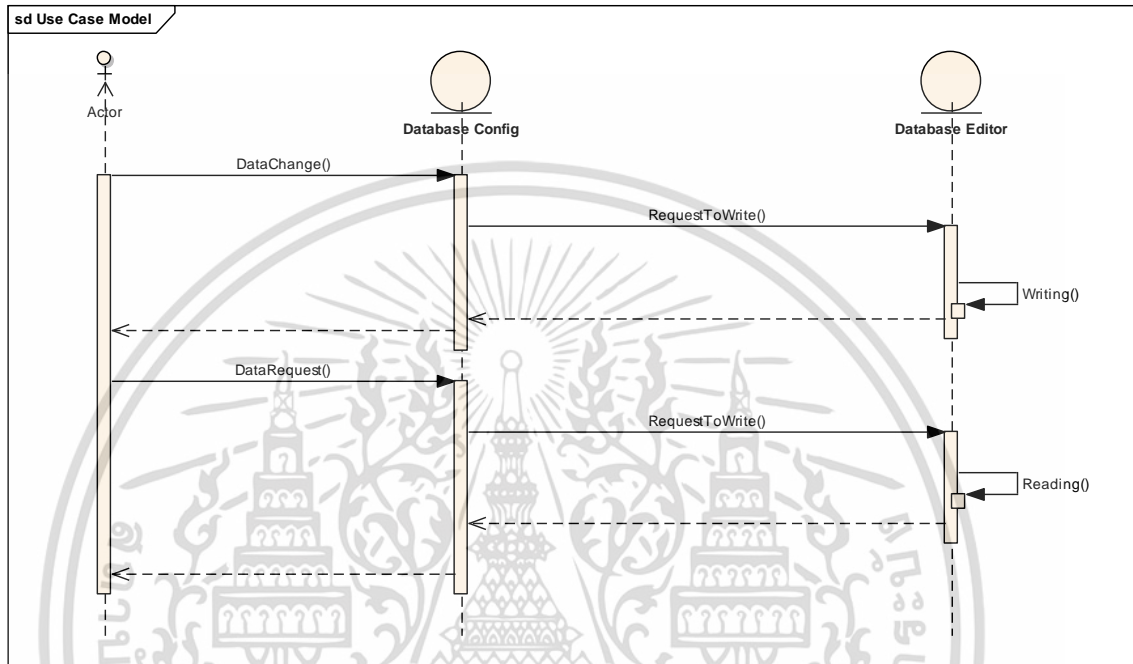 sd Use Case Model
Actor
Database Config
Database Editor
DataChange()
RequestToWrite()
Writing()
DataRequest()
RequestToWrite()
Reading()